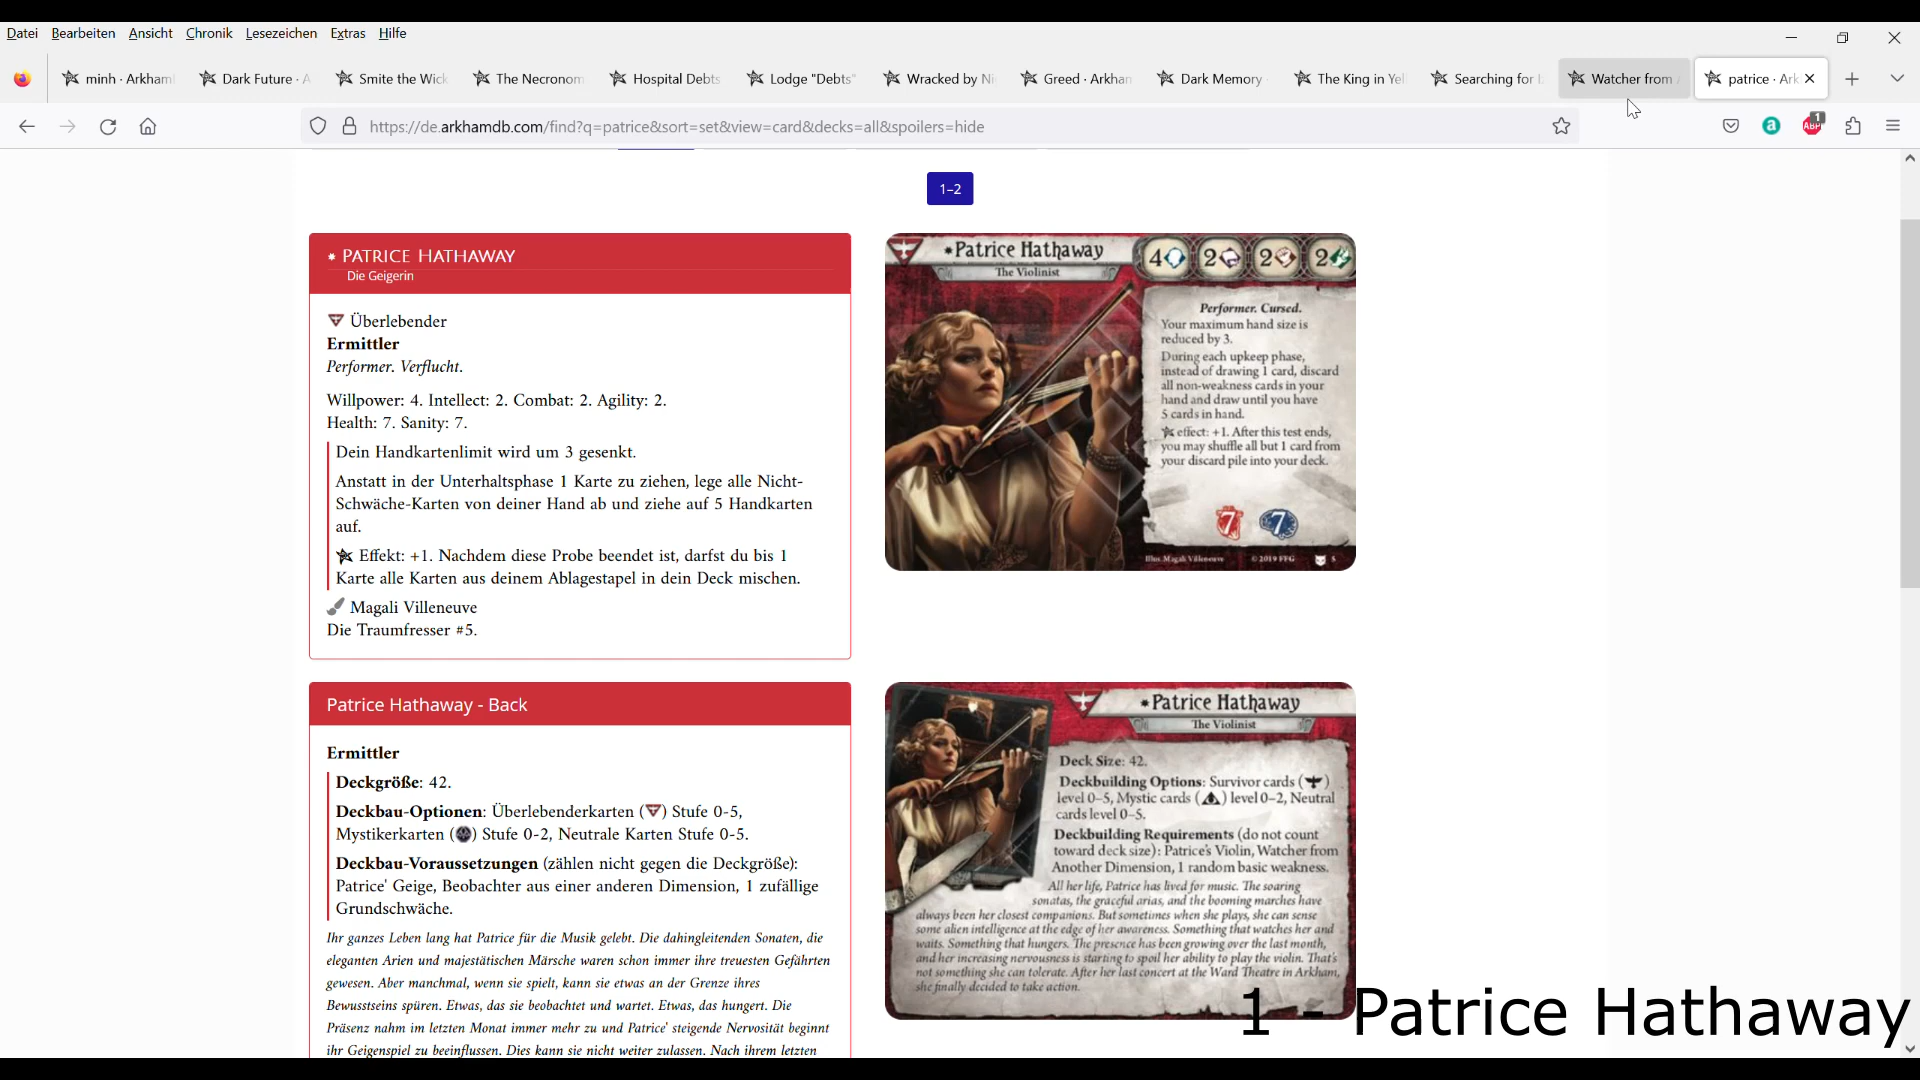 Datei Bearbeiten Ansicht Chronik Lesezeichen Extras Hilfe
minh · Arkham
Dark Future · A
Smite the Wick
The Necronom
Hospital Debts
Lodge "Debts"
Wracked by Ni
Greed · Arkham
Dark Memory ·
The King in Yel
Searching for
Watcher from
patrice · Ark
https://de.arkhamdb.com/find?q=patrice&sort=set&view=card&decks=all&spoilers=hide
ABP
1
1–2
PATRICE HATHAWAY
Die Geigerin
Überlebender
Ermittler
Performer. Verflucht.
Willpower: 4. Intellect: 2. Combat: 2. Agility: 2.
Health: 7. Sanity: 7.
Dein Handkartenlimit wird um 3 gesenkt.
Anstatt in der Unterhaltsphase 1 Karte zu ziehen, lege alle Nicht-
Schwäche-Karten von deiner Hand ab und ziehe auf 5 Handkarten
auf.
Effekt: +1. Nachdem diese Probe beendet ist, darfst du bis 1
Karte alle Karten aus deinem Ablagestapel in dein Deck mischen.
Magali Villeneuve
Die Traumfresser #5.
Patrice Hathaway
The Violinist
4 2 2 2
Performer. Cursed.
Your maximum hand size is
reduced by 3.
During each upkeep phase,
instead of drawing 1 card, discard
all non-weakness cards in your
hand and draw until you have
5 cards in hand.
effect: +1. After this test ends,
you may shuffle all but 1 card from
your discard pile into your deck.
7 7
Illus. Magali Villeneuve © 2019 FFG 5
Patrice Hathaway - Back
Ermittler
Deckgröße: 42.
Deckbau-Optionen: Überlebenderkarten ( ) Stufe 0-5,
Mystikerkarten ( ) Stufe 0-2, Neutrale Karten Stufe 0-5.
Deckbau-Voraussetzungen (zählen nicht gegen die Deckgröße):
Patrice' Geige, Beobachter aus einer anderen Dimension, 1 zufällige
Grundschwäche.
Ihr ganzes Leben lang hat Patrice für die Musik gelebt. Die dahingleitenden Sonaten, die
eleganten Arien und majestätischen Märsche waren schon immer ihre treuesten Gefährten
gewesen. Aber manchmal, wenn sie spielt, kann sie etwas an der Grenze ihres
Bewusstseins spüren. Etwas, das sie beobachtet und wartet. Etwas, das hungert. Die
Präsenz nahm im letzten Monat immer mehr zu und Patrice' steigende Nervosität beginnt
ihr Geigenspiel zu beeinflussen. Dies kann sie nicht weiter zulassen. Nach ihrem letzten
Patrice Hathaway
The Violinist
Deck Size: 42.
Deckbuilding Options: Survivor cards ( )
level 0–5, Mystic cards ( ) level 0–2, Neutral
cards level 0–5.
Deckbuilding Requirements (do not count
toward deck size): Patrice's Violin, Watcher from
Another Dimension, 1 random basic weakness.
All her life, Patrice has lived for music. The soaring
sonatas, the graceful arias, and the booming marches have
always been her closest companions. But sometimes when she plays, she can sense
some alien intelligence at the edge of her awareness. Something that watches her and
waits. Something that hungers. The presence has been growing over the last month,
and her increasing nervousness is starting to spoil her ability to play the violin. That's
not something she can tolerate. After her last concert at the Ward Theatre in Arkham,
she finally decided to take action.
1 - Patrice Hathaway